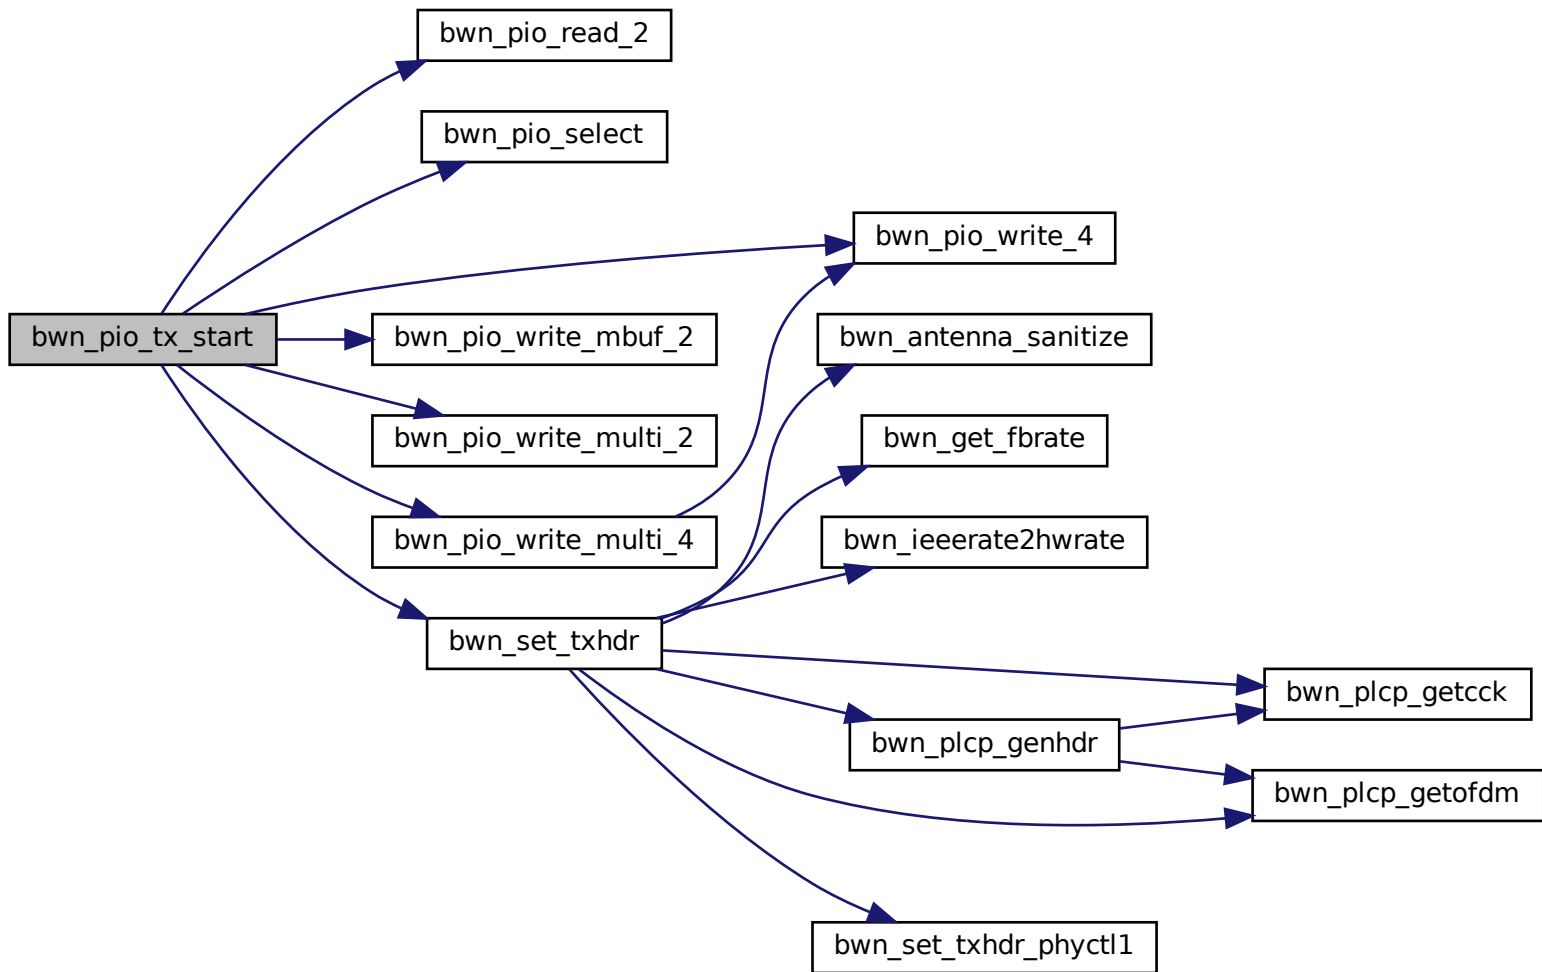 bwn_pio_read_2
bwn_pio_select
bwn_pio_write_4
bwn_pio_tx_start
bwn_pio_write_mbuf_2
bwn_antenna_sanitize
bwn_pio_write_multi_2
bwn_get_fbrate
bwn_pio_write_multi_4
bwn_ieeerate2hwrate
bwn_set_txhdr
bwn_plcp_getcck
bwn_plcp_genhdr
bwn_plcp_getofdm
bwn_set_txhdr_phyctl1